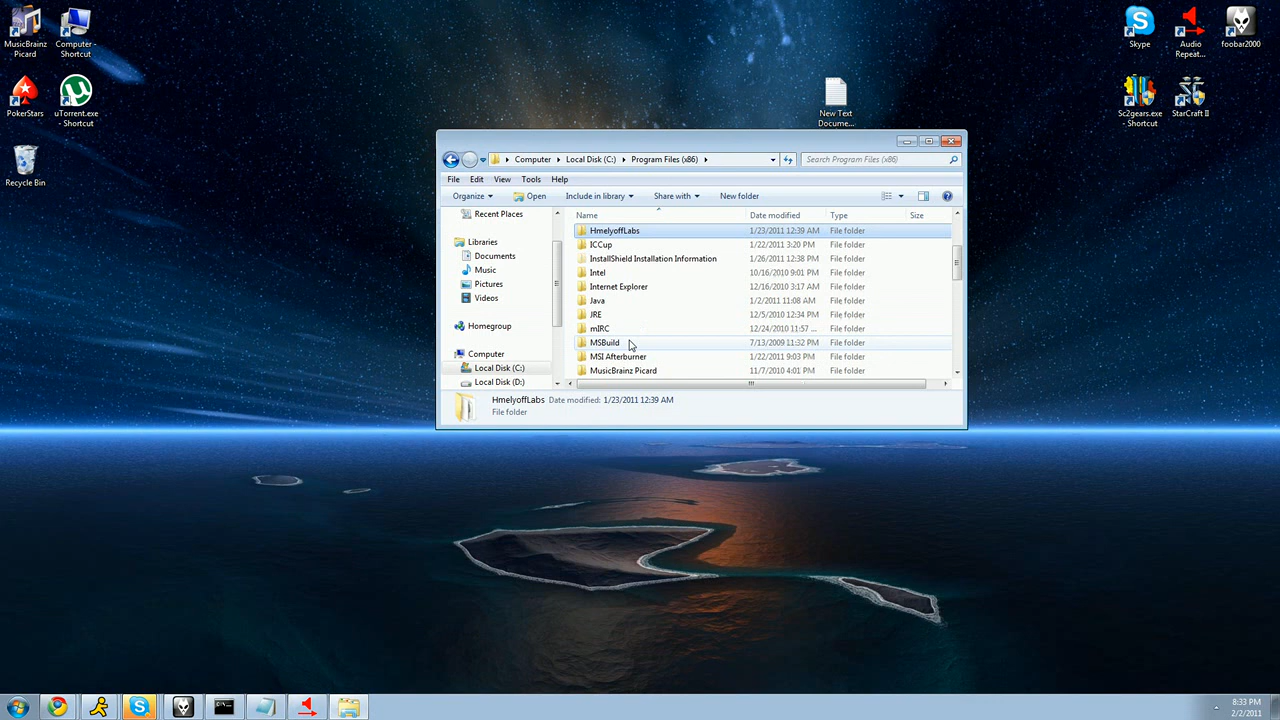 MusicBrainz
Picard
Computer -
Shortcut
Skype
Audio
Repeat...
foobar2000
PokerStars
uTorrent.exe
- Shortcut
New Text
Docume...
Sc2gears.exe
- Shortcut
StarCraft II
Recycle Bin
Computer Local Disk (C:) Program Files (x86) Search Program Files (x86)
File Edit View Tools Help
Organize Open Include in library Share with New folder
Recent Places
Libraries
Documents
Music
Pictures
Videos
Homegroup
Computer
Local Disk (C:)
Local Disk (D:)
Name Date modified Type Size
HmelyoffLabs 1/23/2011 12:39 AM File folder
ICCup 1/22/2011 3:20 PM File folder
InstallShield Installation Information 1/26/2011 12:38 PM File folder
Intel 10/16/2010 9:01 PM File folder
Internet Explorer 12/16/2010 3:17 AM File folder
Java 1/2/2011 11:08 AM File folder
JRE 12/5/2010 12:34 PM File folder
mIRC 12/24/2010 11:57 ... File folder
MSBuild 7/13/2009 11:32 PM File folder
MSI Afterburner 1/22/2011 9:03 PM File folder
MusicBrainz Picard 11/7/2010 4:01 PM File folder
HmelyoffLabs Date modified: 1/23/2011 12:39 AM
File folder
8:33 PM
2/2/2011